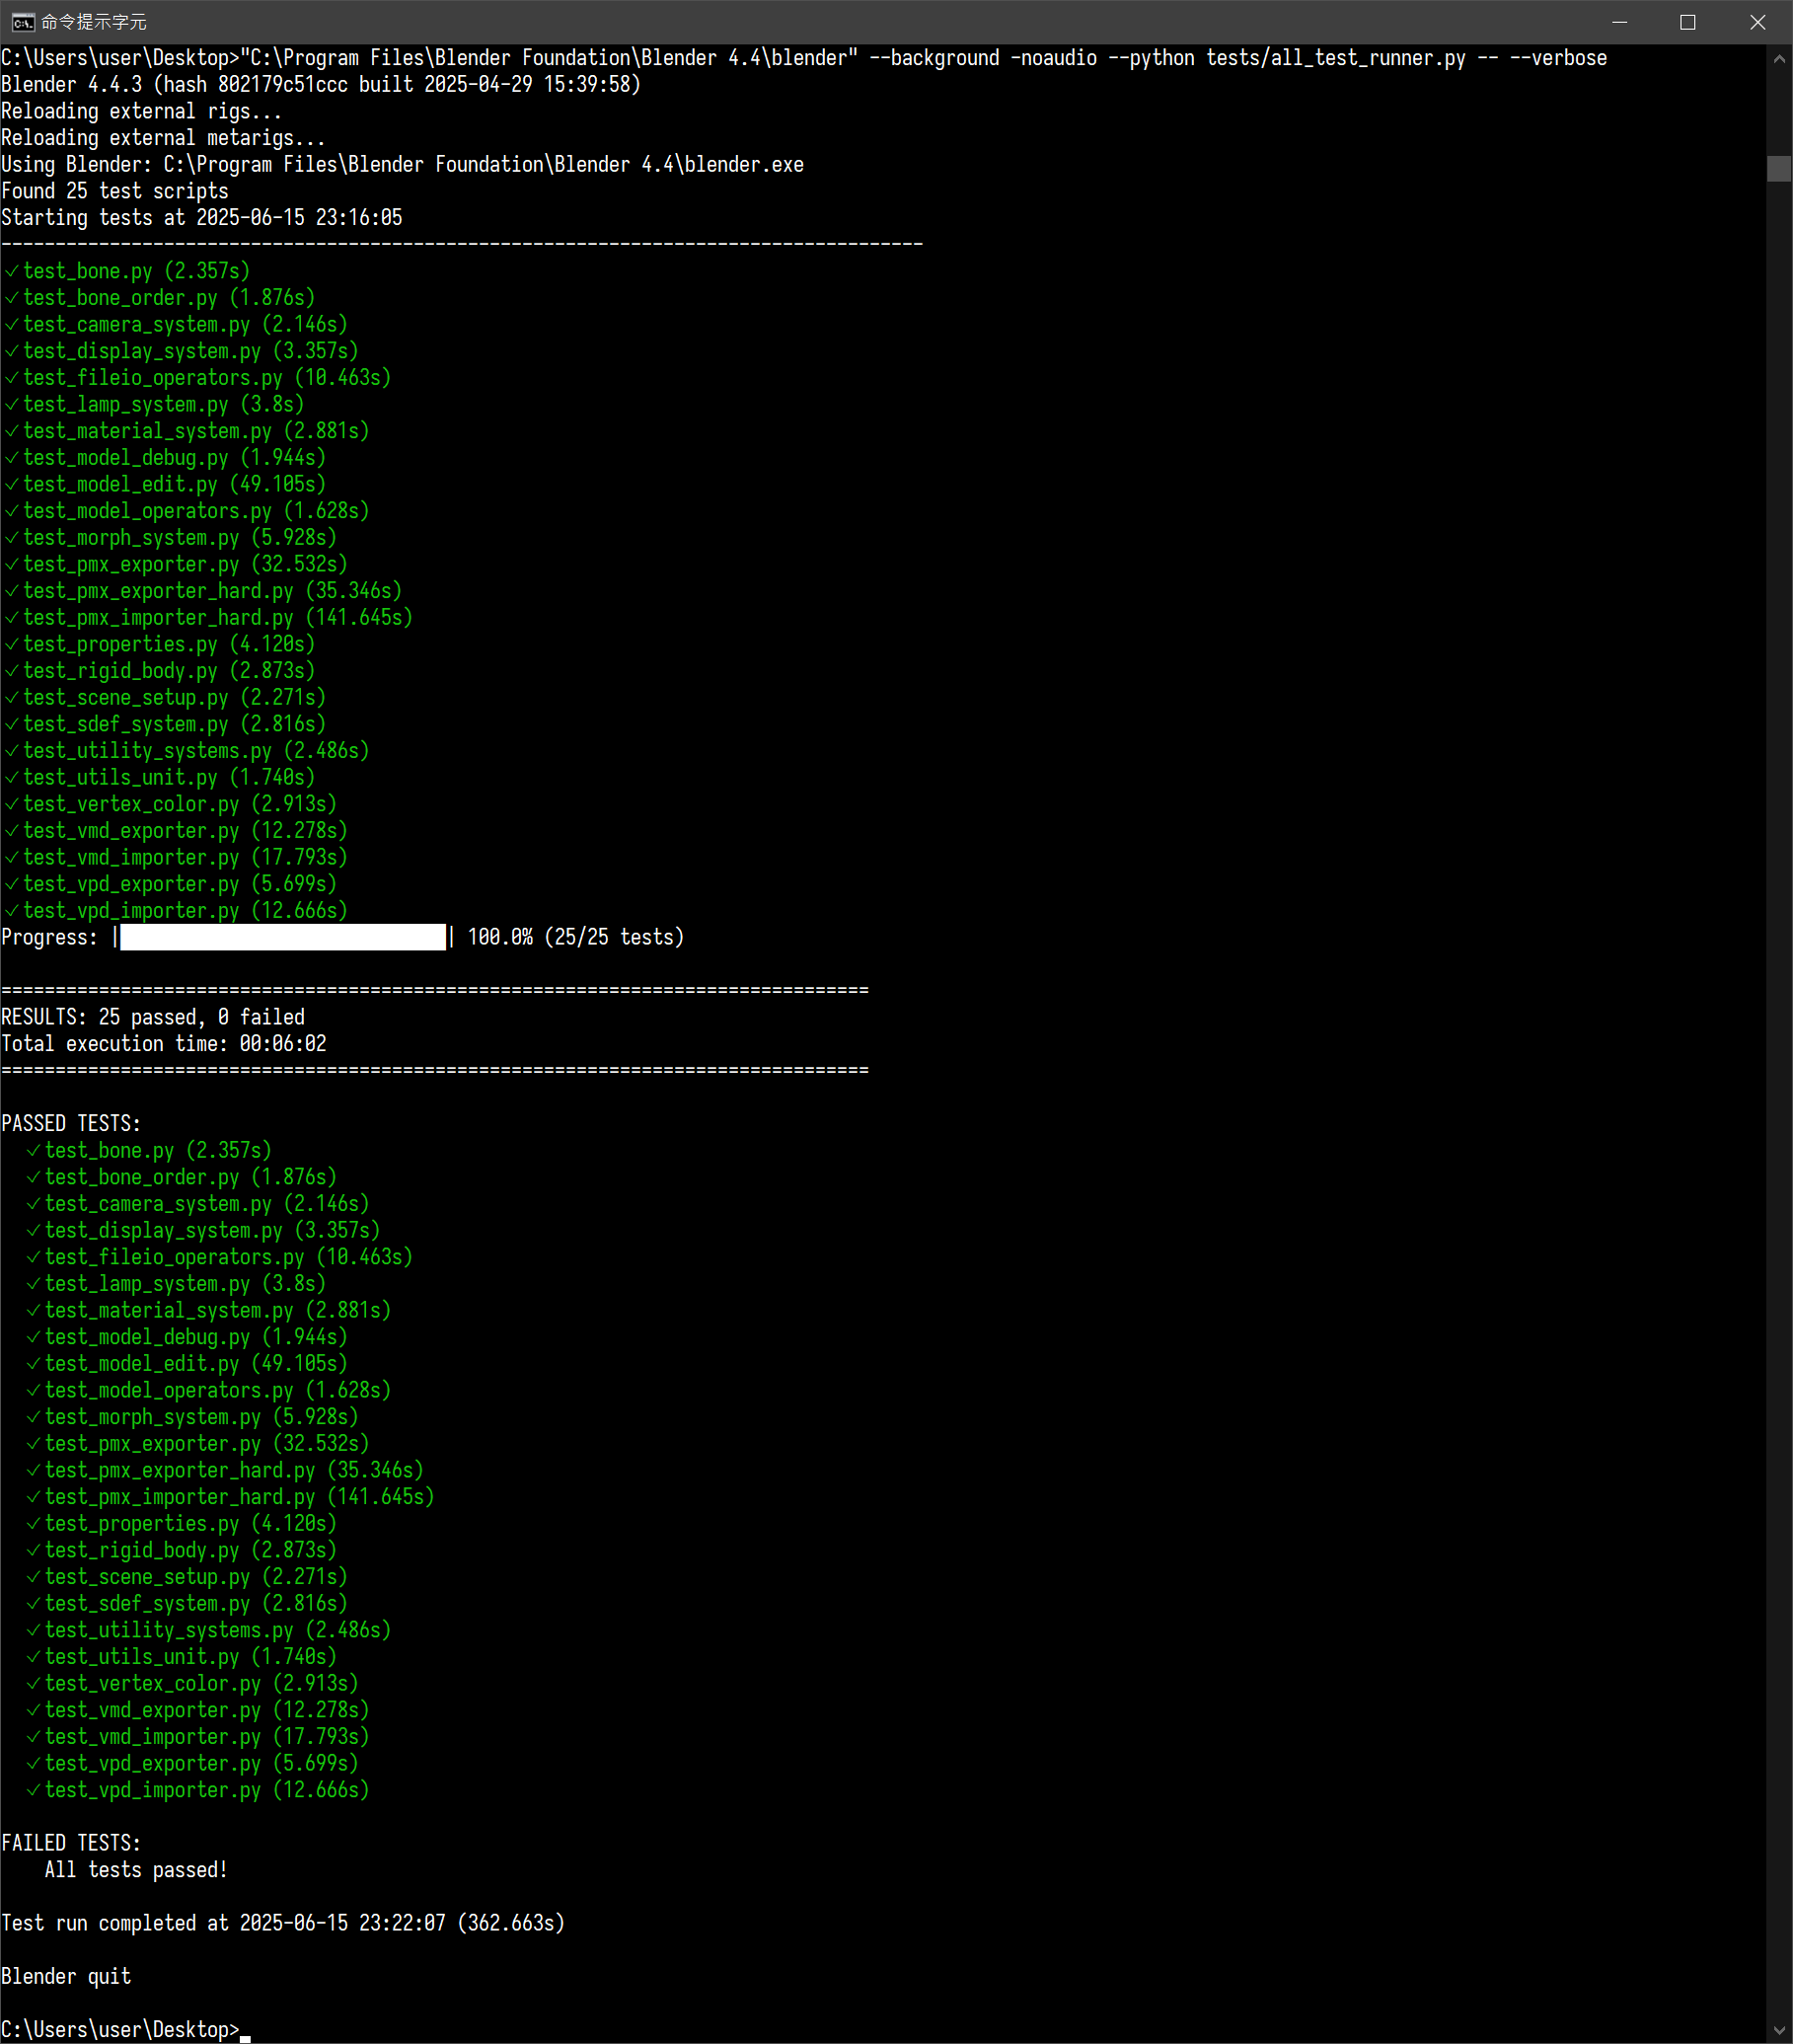 命令提示字元
C:\Users\user\Desktop>"C:\Program Files\Blender Foundation\Blender 4.4\blender" --background -noaudio --python tests/all_test_runner.py -- --verbose
Blender 4.4.3 (hash 802179c51ccc built 2025-04-29 15:39:58)
Reloading external rigs...
Reloading external metarigs...
Using Blender: C:\Program Files\Blender Foundation\Blender 4.4\blender.exe
Found 25 test scripts
Starting tests at 2025-06-15 23:16:05
-------------------------------------------------------------------------------------
✓test_bone.py (2.357s)
✓test_bone_order.py (1.876s)
✓test_camera_system.py (2.146s)
✓test_display_system.py (3.357s)
✓test_fileio_operators.py (10.463s)
✓test_lamp_system.py (3.8s)
✓test_material_system.py (2.881s)
✓test_model_debug.py (1.944s)
✓test_model_edit.py (49.105s)
✓test_model_operators.py (1.628s)
✓test_morph_system.py (5.928s)
✓test_pmx_exporter.py (32.532s)
✓test_pmx_exporter_hard.py (35.346s)
✓test_pmx_importer_hard.py (141.645s)
✓test_properties.py (4.120s)
✓test_rigid_body.py (2.873s)
✓test_scene_setup.py (2.271s)
✓test_sdef_system.py (2.816s)
✓test_utility_systems.py (2.486s)
✓test_utils_unit.py (1.740s)
✓test_vertex_color.py (2.913s)
✓test_vmd_exporter.py (12.278s)
✓test_vmd_importer.py (17.793s)
✓test_vpd_exporter.py (5.699s)
✓test_vpd_importer.py (12.666s)
Progress: |██████████████████████████████| 100.0% (25/25 tests)
================================================================================
RESULTS: 25 passed, 0 failed
Total execution time: 00:06:02
================================================================================
PASSED TESTS:
✓test_bone.py (2.357s)
✓test_bone_order.py (1.876s)
✓test_camera_system.py (2.146s)
✓test_display_system.py (3.357s)
✓test_fileio_operators.py (10.463s)
✓test_lamp_system.py (3.8s)
✓test_material_system.py (2.881s)
✓test_model_debug.py (1.944s)
✓test_model_edit.py (49.105s)
✓test_model_operators.py (1.628s)
✓test_morph_system.py (5.928s)
✓test_pmx_exporter.py (32.532s)
✓test_pmx_exporter_hard.py (35.346s)
✓test_pmx_importer_hard.py (141.645s)
✓test_properties.py (4.120s)
✓test_rigid_body.py (2.873s)
✓test_scene_setup.py (2.271s)
✓test_sdef_system.py (2.816s)
✓test_utility_systems.py (2.486s)
✓test_utils_unit.py (1.740s)
✓test_vertex_color.py (2.913s)
✓test_vmd_exporter.py (12.278s)
✓test_vmd_importer.py (17.793s)
✓test_vpd_exporter.py (5.699s)
✓test_vpd_importer.py (12.666s)
FAILED TESTS:
All tests passed!
Test run completed at 2025-06-15 23:22:07 (362.663s)
Blender quit
C:\Users\user\Desktop>